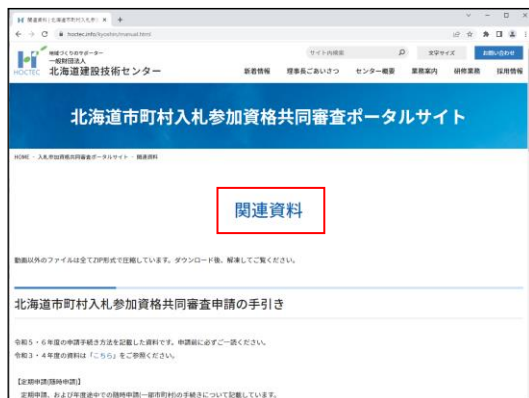 関連資料 | 北海道市町村入札参
hoctec.info/kyoshin/manual.html
地域づくりのサポーター
一般財団法人
北海道建設技術センター
HOCTEC
サイト内検索
文字サイズ
お問い合わせ
新着情報 理事長ごあいさつ センター概要 業務案内 研修業務 採用情報
北海道市町村入札参加資格共同審査ポータルサイト
HOME - 入札参加資格共同審査ポータルサイト - 関連資料
関連資料
動画以外のファイルは全てZIP形式で圧縮しています。ダウンロード後、解凍してご覧ください。
北海道市町村入札参加資格共同審査申請の手引き
令和5・6年度の申請手続き方法を記載した資料です。申請前に必ずご一読ください。
令和3・4年度の資料は「こちら」をご参照ください。
【定期申請(随時申請)】
定期申請、および年度途中での随時申請(一部市町村)の手続きについて記載しています。